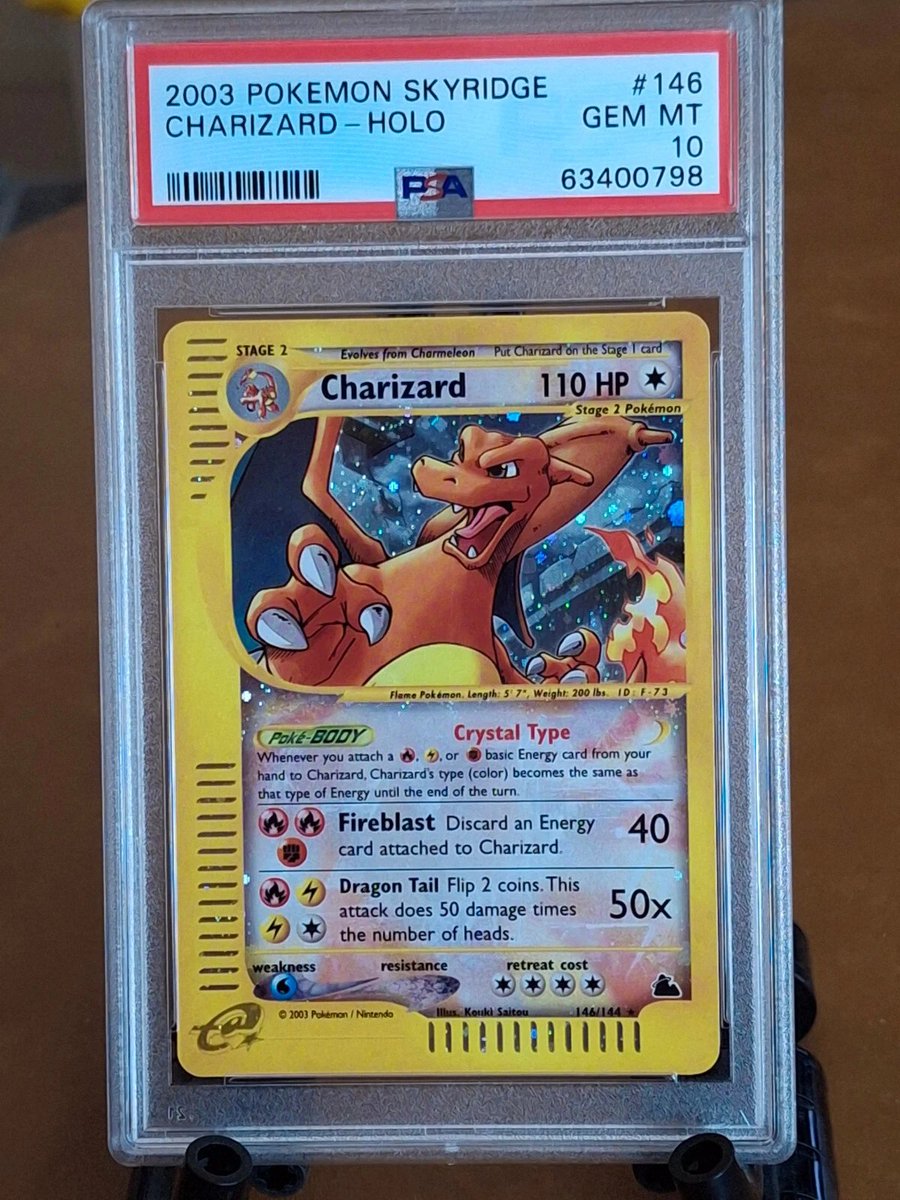 2003 POKEMON SKYRIDGE #146
CHARIZARD - HOLO GEM MT
10
63400798
PSA
STAGE 2 Evolves from Charmeleon Put Charizard on the Stage 1 card
Charizard 110 HP
Stage 2 Pokémon
Flame Pokémon. Length: 5' 7", Weight: 200 lbs. ID: F-73
Poké-BODY Crystal Type
Whenever you attach a , , or basic Energy card from your
hand to Charizard, Charizard's type (color) becomes the same as
that type of Energy until the end of the turn.
Fireblast Discard an Energy 40
card attached to Charizard.
Dragon Tail Flip 2 coins. This
attack does 50 damage times 50x
the number of heads.
weakness resistance retreat cost
© 2003 Pokémon / Nintendo Illus. Kouki Saitou 146/144 ★
e